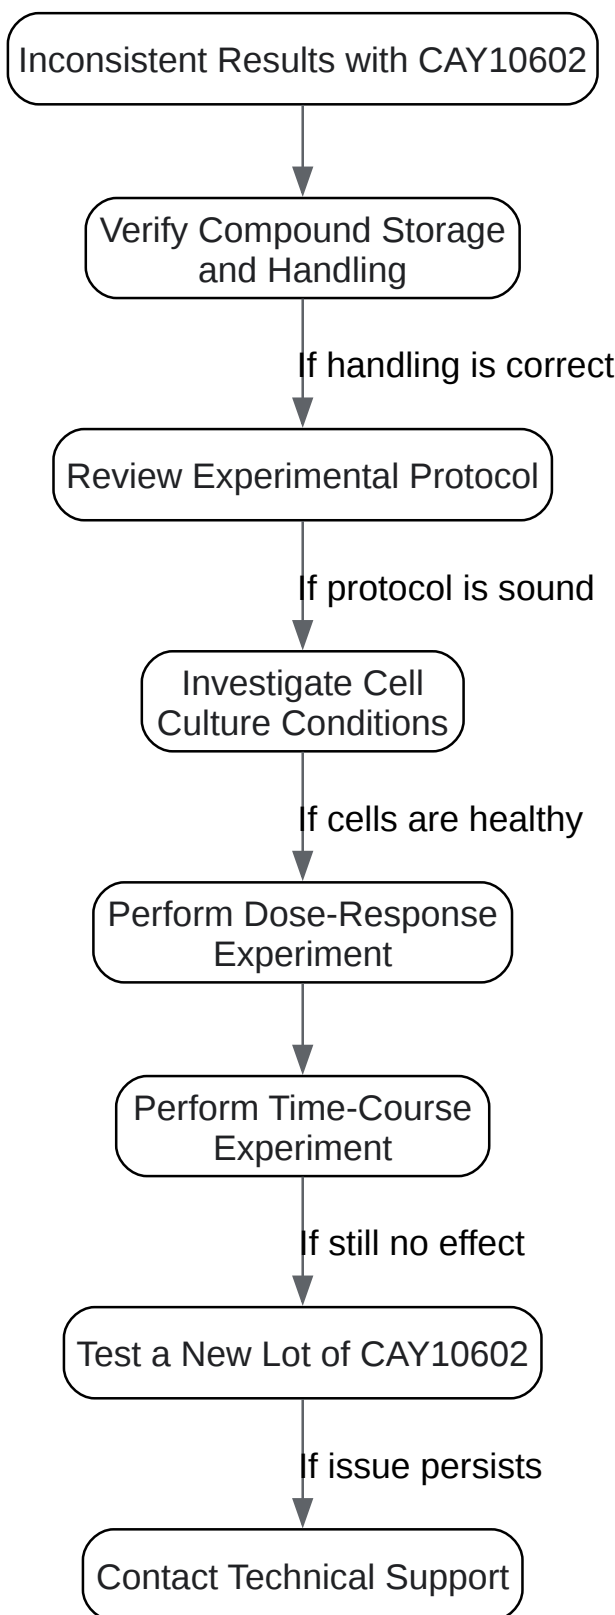 Inconsistent Results with CAY10602
Verify Compound Storage
and Handling
If handling is correct
Review Experimental Protocol
If protocol is sound
Investigate Cell
Culture Conditions
If cells are healthy
Perform Dose-Response
Experiment
Perform Time-Course
Experiment
If still no effect
Test a New Lot of CAY10602
If issue persists
Contact Technical Support